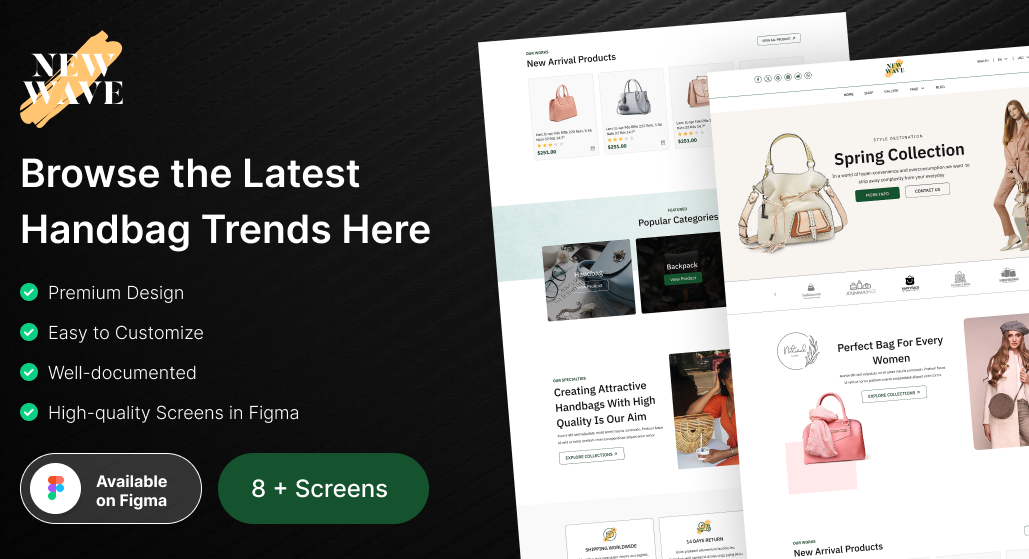 NEW
WAVE
Browse the Latest
Handbag Trends Here
Premium Design
Easy to Customize
Well-documented
High-quality Screens in Figma
Available
on Figma
8 + Screens
OUR WORKS
New Arrival Products
VIEW ALL PRODUCT
$251.00
$251.00
$251.00
FEATURED
Popular Categories
Handbag
View Product
Backpack
View Product
OUR SPECIALTIES
Creating Attractive
Handbags With High
Quality Is Our Aim
EXPLORE COLLECTIONS
SHIPPING WORLDWIDE
14 DAYS RETURN
NEW
WAVE
HOME
SHOP
GALLERY
PAGE
BLOG
STYLE DESTINATION
Spring Collection
In a world of hyper-convenience and overconsumption we want to
strip away complexity from your everyday
MORE INFO
CONTACT US
Natural
Perfect Bag For Every
Women
EXPLORE COLLECTIONS
OUR WORKS
New Arrival Products